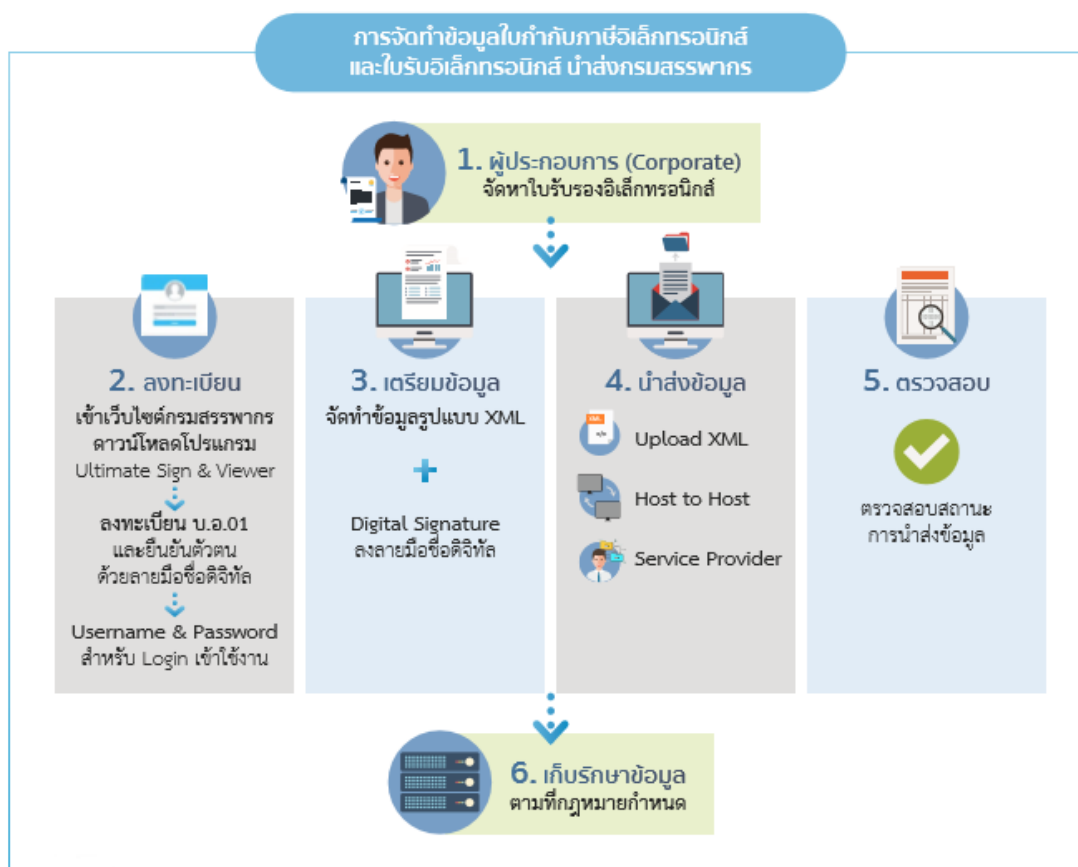 การจัดทำข้อมูลใบกำกับภาษีอิเล็กทรอนิกส์
และใบรับอิเล็กทรอนิกส์ นำส่งกรมสรรพากร
1. ผู้ประกอบการ (Corporate)
จัดหาใบรับรองอิเล็กทรอนิกส์
2. ลงทะเบียน
เข้าเว็บไซต์กรมสรรพากร
ดาวน์โหลดโปรแกรม
Ultimate Sign & Viewer
ลงทะเบียน บ.อ.01
และยืนยันตัวตน
ด้วยลายมือชื่อดิจิทัล
Username & Password
สำหรับ Login เข้าใช้งาน
3. เตรียมข้อมูล
จัดทำข้อมูลรูปแบบ XML
+
Digital Signature
ลงลายมือชื่อดิจิทัล
4. นำส่งข้อมูล
XML
</>
Upload XML
Host to Host
Service Provider
5. ตรวจสอบ
ตรวจสอบสถานะ
การนำส่งข้อมูล
6. เก็บรักษาข้อมูล
ตามที่กฎหมายกำหนด